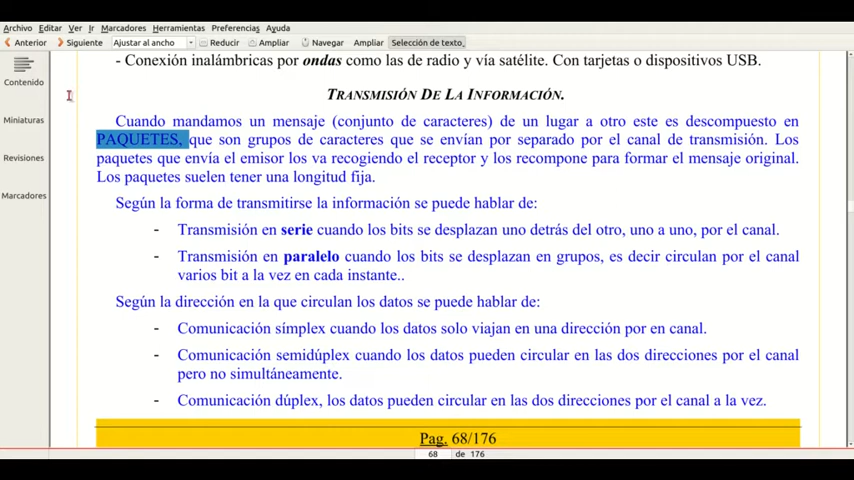 Archivo Editar Ver Ir Marcadores Herramientas Preferencias Ayuda
Anterior Siguiente Ajustar al ancho Reducir Ampliar Navegar Ampliar Selección de texto
Contenido
Miniaturas
Revisiones
Marcadores
- Conexión inalámbricas por ondas como las de radio y vía satélite. Con tarjetas o dispositivos USB.
TRANSMISIÓN DE LA INFORMACIÓN.
Cuando mandamos un mensaje (conjunto de caracteres) de un lugar a otro este es descompuesto en
PAQUETES, que son grupos de caracteres que se envían por separado por el canal de transmisión. Los
paquetes que envía el emisor los va recogiendo el receptor y los recompone para formar el mensaje original.
Los paquetes suelen tener una longitud fija.
Según la forma de transmitirse la información se puede hablar de:
- Transmisión en serie cuando los bits se desplazan uno detrás del otro, uno a uno, por el canal.
- Transmisión en paralelo cuando los bits se desplazan en grupos, es decir circulan por el canal
varios bit a la vez en cada instante..
Según la dirección en la que circulan los datos se puede hablar de:
- Comunicación símplex cuando los datos solo viajan en una dirección por en canal.
- Comunicación semidúplex cuando los datos pueden circular en las dos direcciones por el canal
pero no simultáneamente.
- Comunicación dúplex, los datos pueden circular en las dos direcciones por el canal a la vez.
Pag. 68/176
68 de 176